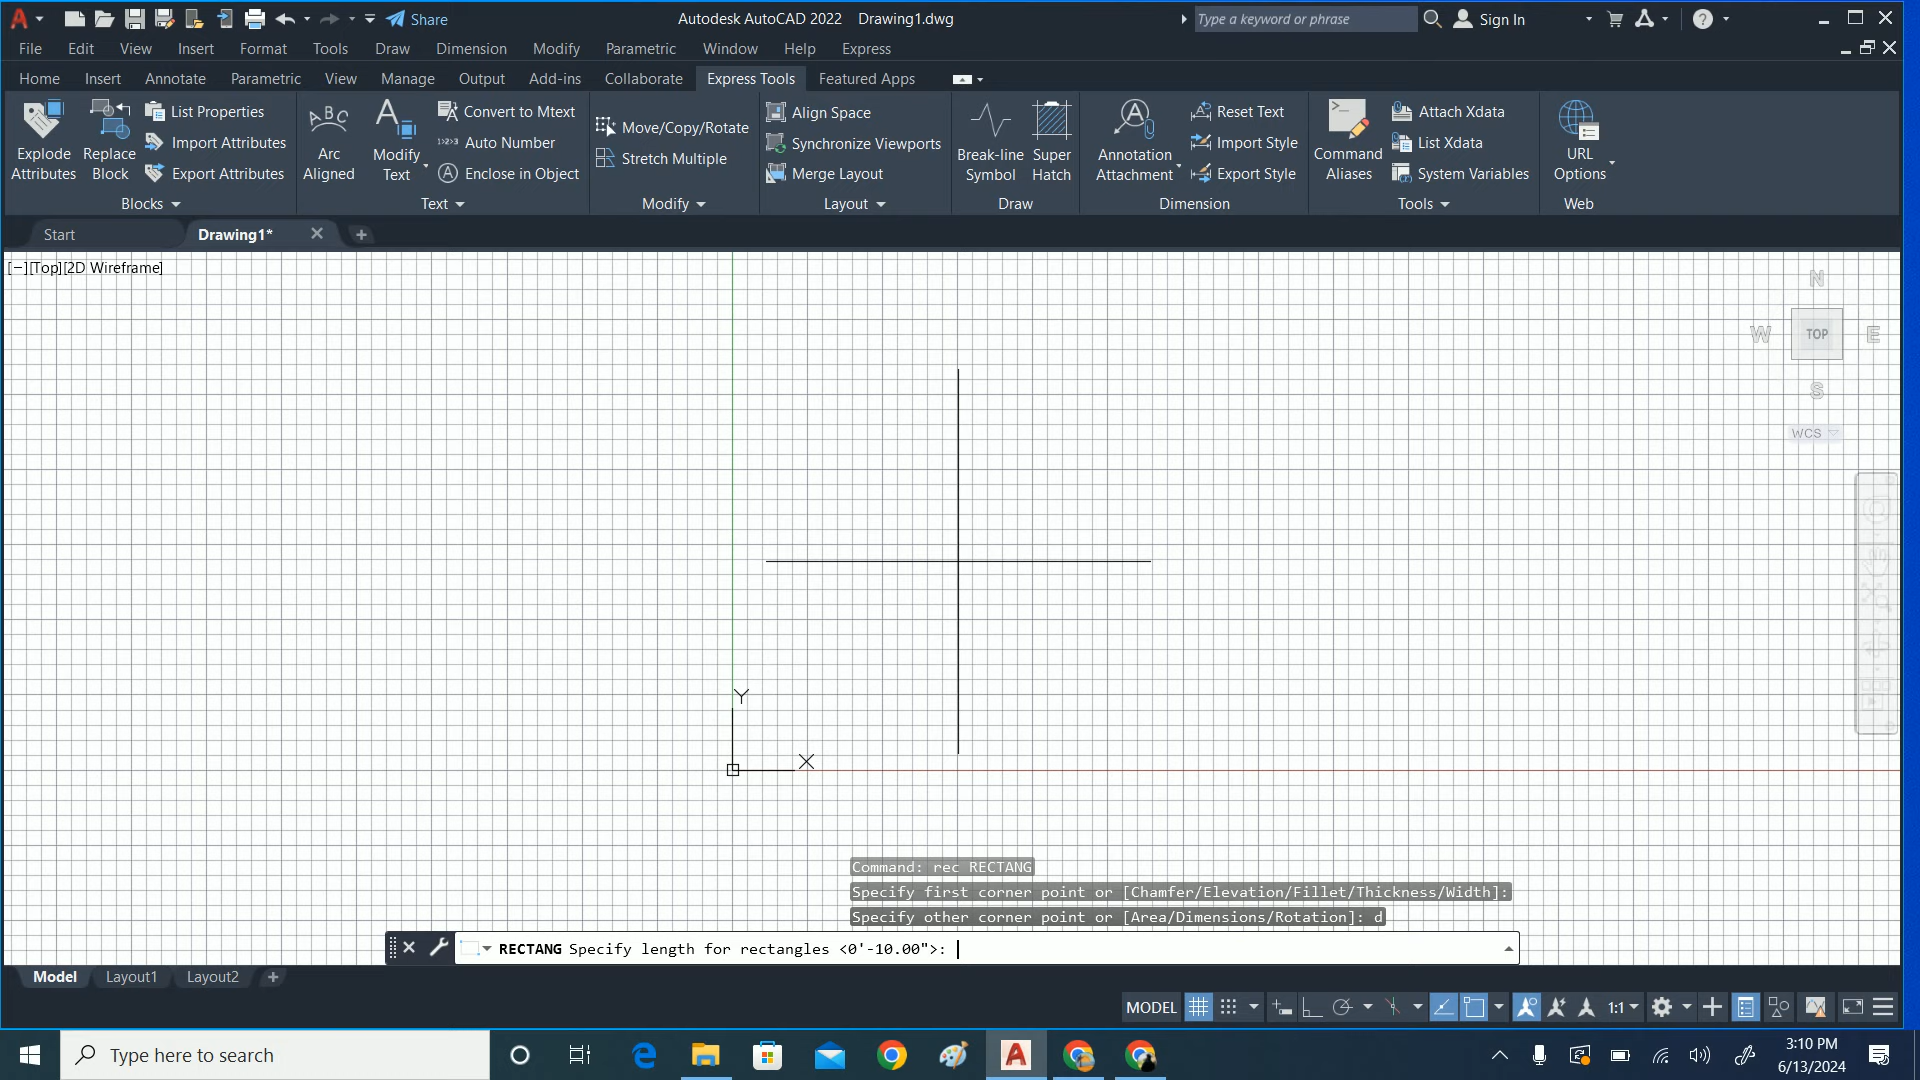 Share
Autodesk AutoCAD 2022 Drawing1.dwg
Type a keyword or phrase
Sign In
File Edit View Insert Format Tools Draw Dimension Modify Parametric Window Help Express
Home Insert Annotate Parametric View Manage Output Add-ins Collaborate Express Tools Featured Apps
Explode Attributes
Replace Block
List Properties
Import Attributes
Export Attributes
Blocks
ABC
Arc Aligned
Modify Text
Convert to Mtext
Auto Number
Enclose in Object
Text
Move/Copy/Rotate
Stretch Multiple
Modify
Align Space
Synchronize Viewports
Merge Layout
Layout
Break-line Symbol
Super Hatch
Draw
Annotation Attachment
Reset Text
Import Style
Export Style
Dimension
Command Aliases
Attach Xdata
List Xdata
System Variables
Tools
URL Options
Web
Start
Drawing1*
[−][Top][2D Wireframe]
N
W TOP E
S
WCS
Y
X
Command: rec RECTANG
Specify first corner point or [Chamfer/Elevation/Fillet/Thickness/Width]:
Specify other corner point or [Area/Dimensions/Rotation]: d
RECTANG Specify length for rectangles <0'-10.00">:
Model Layout1 Layout2
MODEL
1:1
Type here to search
3:10 PM
6/13/2024